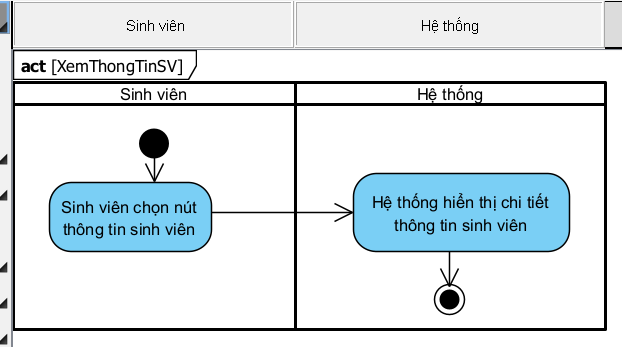 Sinh viên
Hệ thống
act [XemThongTinSV]
Sinh viên
Hệ thống
Sinh viên chọn nút
thông tin sinh viên
Hệ thống hiển thị chi tiết
thông tin sinh viên